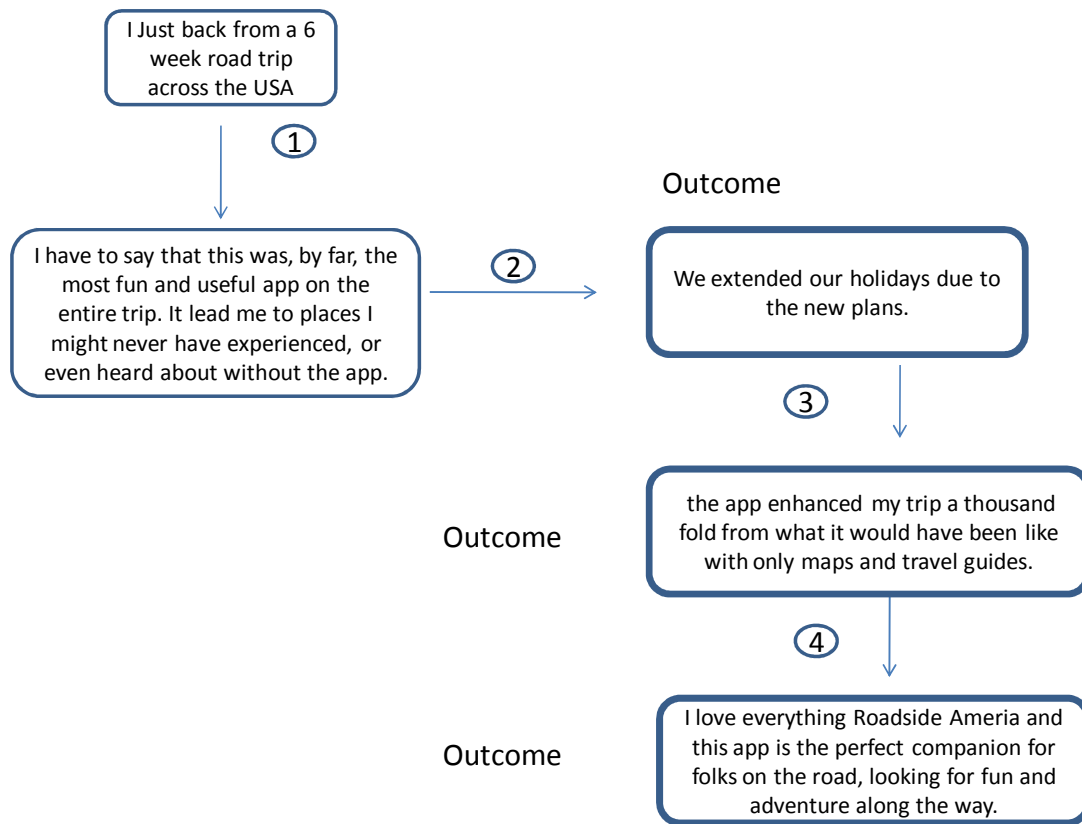 I Just back from a 6
week road trip
across the USA
1
Outcome
I have to say that this was, by far, the
most fun and useful app on the
entire trip. It lead me to places I
might never have experienced, or
even heard about without the app.
2
We extended our holidays due to
the new plans.
3
Outcome
the app enhanced my trip a thousand
fold from what it would have been like
with only maps and travel guides.
4
Outcome
I love everything Roadside Ameria and
this app is the perfect companion for
folks on the road, looking for fun and
adventure along the way.